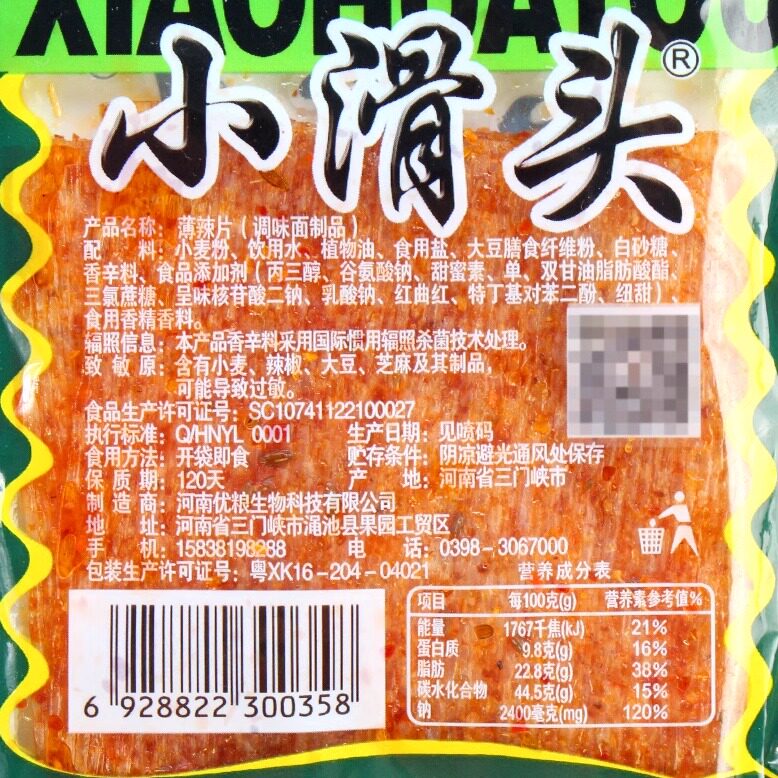 XIAOHUATOU
小滑头®
产品名称：薄辣片（调味面制品）
配 料：小麦粉、饮用水、植物油、食用盐、大豆膳食纤维粉、白砂糖、
香辛料、食品添加剂（丙三醇、谷氨酸钠、甜蜜素、单、双甘油脂肪酸酯、
三氯蔗糖、呈味核苷酸二钠、乳酸钠、红曲红、特丁基对苯二酚、纽甜）、
食用香精香料。
辐照信息：本产品香辛料采用国际惯用辐照杀菌技术处理。
致 敏 原：含有小麦、辣椒、大豆、芝麻及其制品，
可能导致过敏。
食品生产许可证号：SC10741122100027
执行标准：Q/HNYL 0001 生产日期：见喷码
食用方法：开袋即食 贮存条件：阴凉避光通风处保存
保 质 期：120天 产 地：河南省三门峡市
制 造 商：河南优粮生物科技有限公司
地 址：河南省三门峡市渑池县果园工贸区
手 机：15838198288 电 话：0398-3067000
包装生产许可证号：粤XK16-204-04021
营养成分表
项目 每100克(g) 营养素参考值%
能量 1767千焦(kJ) 21%
蛋白质 9.8克(g) 16%
脂肪 22.8克(g) 38%
碳水化合物 44.5克(g) 15%
钠 2400毫克(mg) 120%
6 928822 300358